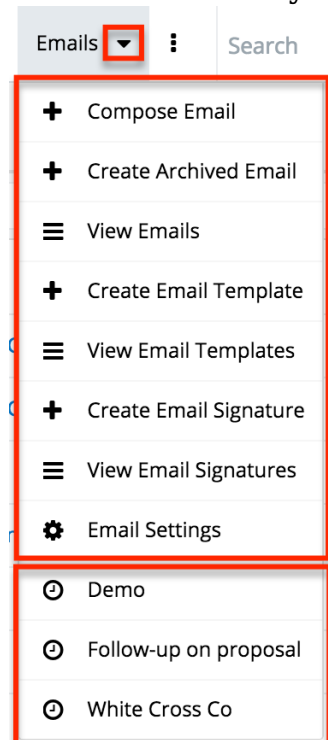 Emails Search
Compose Email
Create Archived Email
View Emails
Create Email Template
View Email Templates
Create Email Signature
View Email Signatures
Email Settings
Demo
Follow-up on proposal
White Cross Co